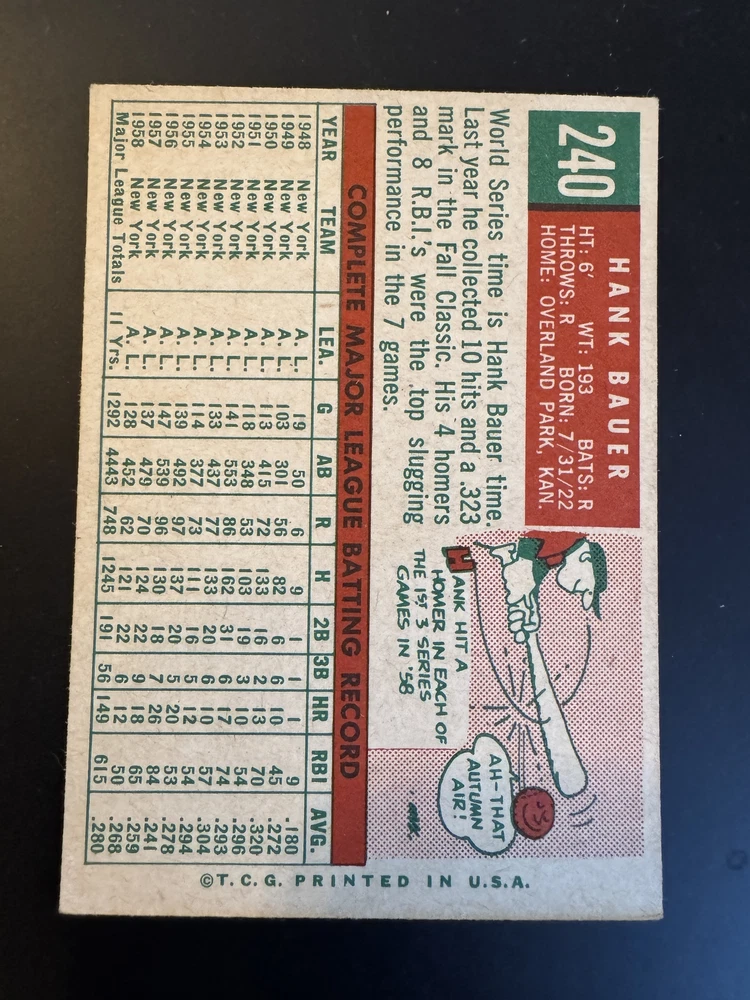 240
HANK BAUER
HT: 6' WT: 193 BATS: R
THROWS: R BORN: 7/31/22
HOME: OVERLAND PARK, KAN.
World Series time is Hank Bauer time.
Last year he collected 10 hits and a .323
mark in the Fall Classic. His 4 homers
and 8 R.B.I.'s were the top slugging
performance in the 7 games.
HANK HIT A
HOMER IN EACH OF
THE 1ST 3 SERIES
GAMES IN '58
AH-THAT
AUTUMN
AIR!
COMPLETE MAJOR LEAGUE BATTING RECORD
YEAR TEAM LEA. G AB R H 2B 3B HR RBI AVG.
1948 New York A. L. 19 50 6 9 1 1 1 9 .180
1949 New York A. L. 103 301 56 82 6 6 10 45 .272
1950 New York A. L. 113 415 72 133 16 2 13 70 .320
1951 New York A. L. 118 348 53 103 19 3 10 54 .296
1952 New York A. L. 141 553 86 162 31 6 17 74 .293
1953 New York A. L. 133 437 77 133 20 6 10 57 .304
1954 New York A. L. 114 377 73 111 16 5 12 54 .294
1955 New York A. L. 139 492 97 137 20 5 20 53 .278
1956 New York A. L. 147 539 96 130 18 7 26 84 .241
1957 New York A. L. 137 479 70 124 22 9 18 65 .259
1958 New York A. L. 128 452 62 121 22 6 12 50 .268
Major League Totals 11 Yrs. 1292 4443 748 1245 191 56 149 615 .280
©T.C.G. PRINTED IN U.S.A.